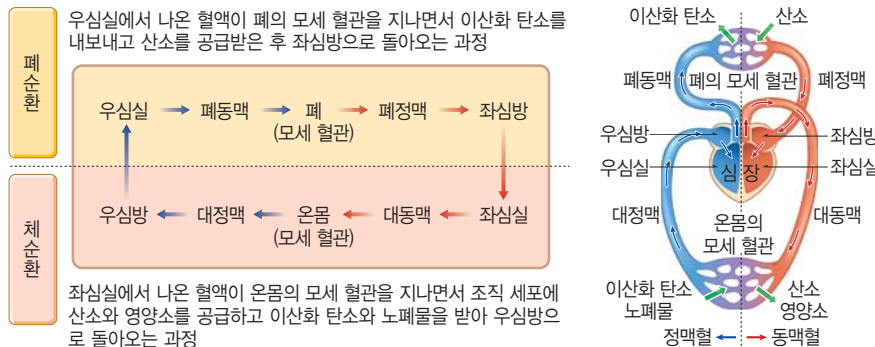 폐순환
우심실에서 나온 혈액이 폐의 모세 혈관을 지나면서 이산화 탄소를
내보내고 산소를 공급받은 후 좌심방으로 돌아오는 과정
우심실 폐동맥 폐 폐정맥 좌심방
(모세 혈관)
체순환
우심방 대정맥 온몸 대동맥 좌심실
(모세 혈관)
좌심실에서 나온 혈액이 온몸의 모세 혈관을 지나면서 조직 세포에
산소와 영양소를 공급하고 이산화 탄소와 노폐물을 받아 우심방으
로 돌아오는 과정
이산화 탄소 산소
폐동맥 폐의 모세 혈관 폐정맥
우심방 좌심방
우심실 심장 좌심실
대정맥 온몸의 대동맥
모세 혈관
이산화 탄소 산소
노폐물 영양소
정맥혈 동맥혈